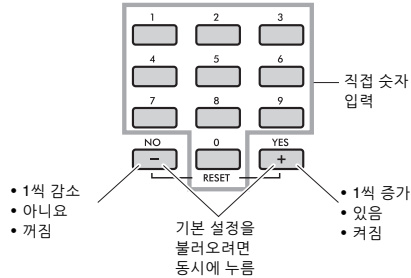 1 2 3
4 5 6
7 8 9
직접 숫자
입력
NO 0 YES
− +
RESET
• 1씩 감소
• 아니요
• 꺼짐
기본 설정을
불러오려면
동시에 누름
• 1씩 증가
• 있음
• 켜짐